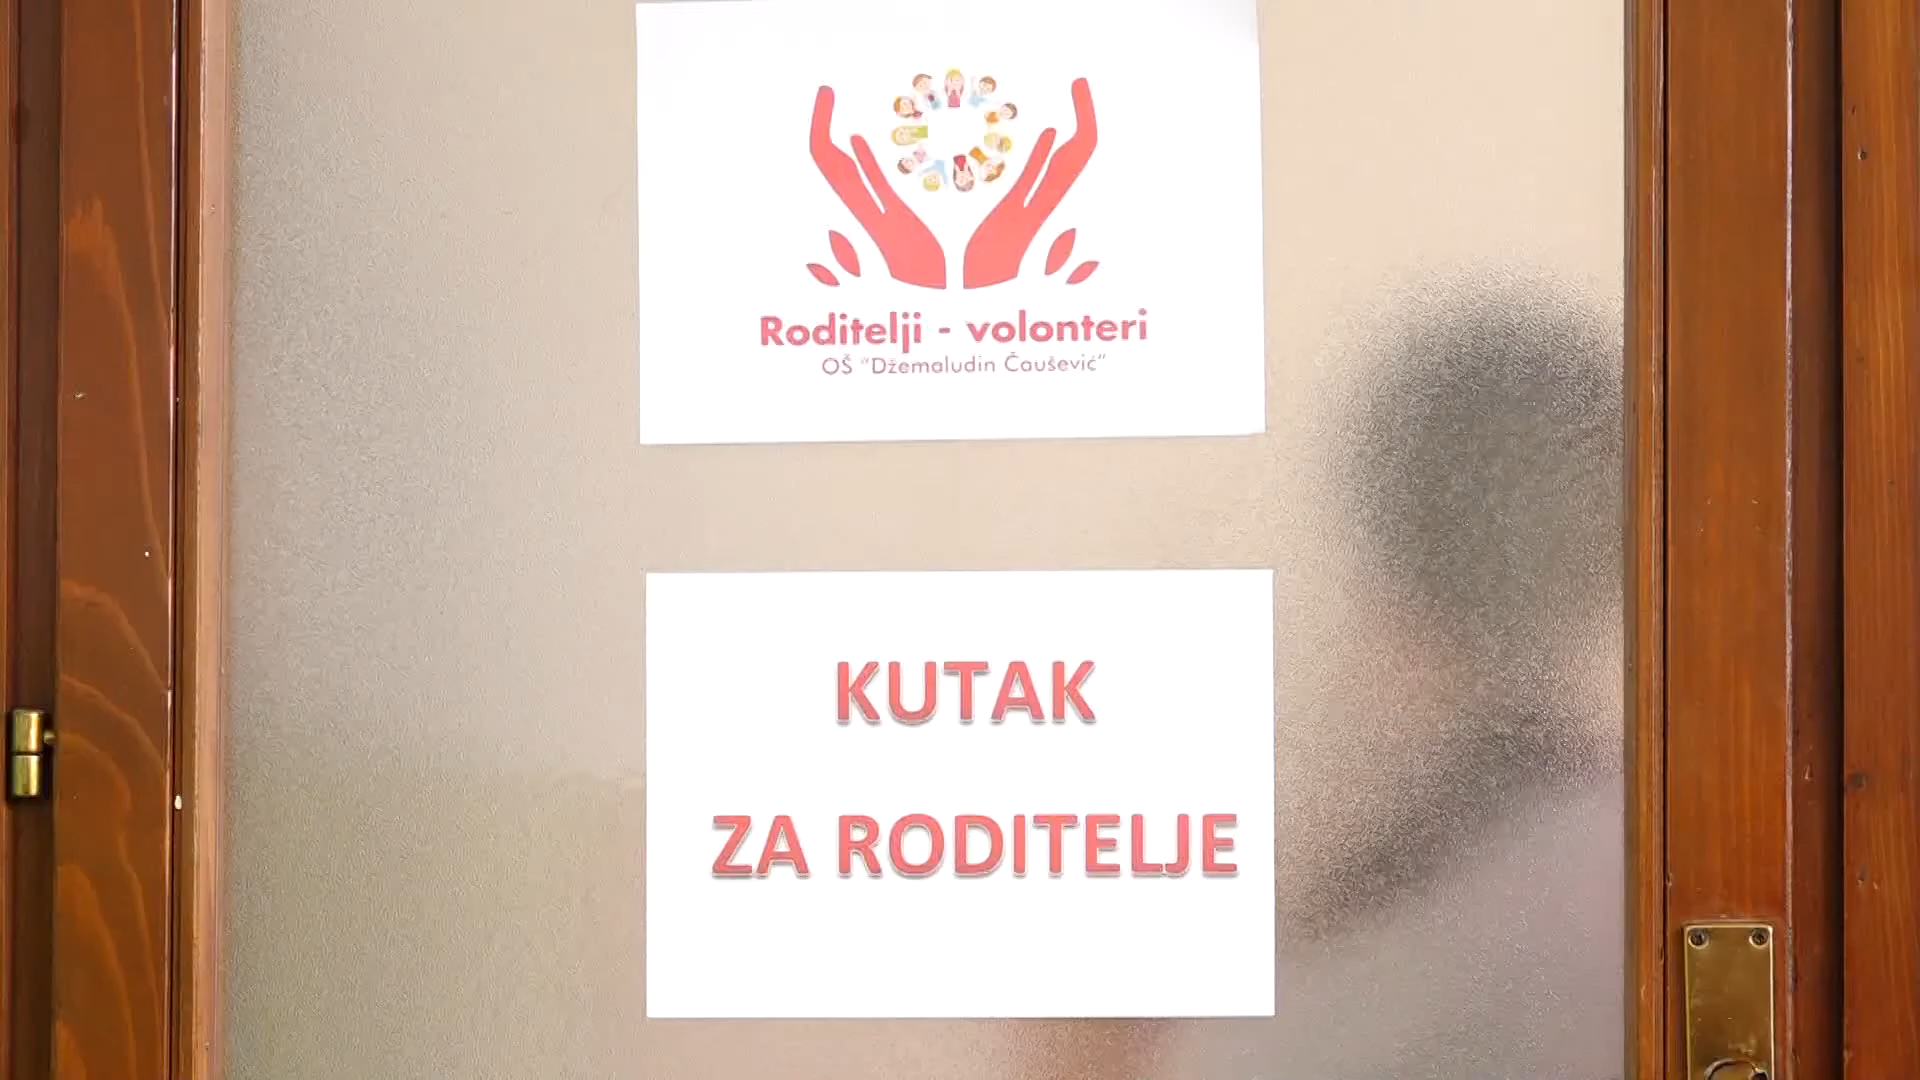 Roditelji - volonteri
OŠ "Džemaludin Čaušević"
KUTAK
ZA RODITELJE